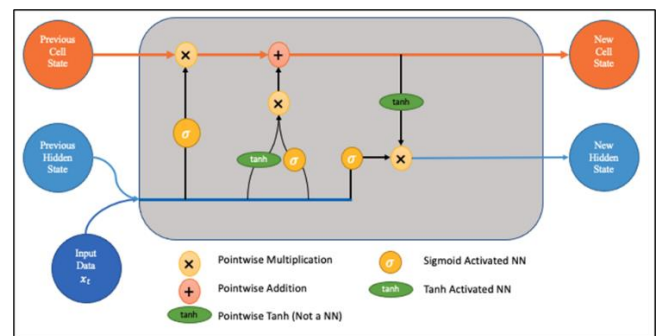 Previous
Cell
State
New
Cell
State
×
+
×
tanh
σ
Previous
Hidden
State
tanh
σ
σ
×
New
Hidden
State
Input
Data
x_t
×
Pointwise Multiplication
σ
Sigmoid Activated NN
+
Pointwise Addition
tanh
Tanh Activated NN
tanh
Pointwise Tanh (Not a NN)